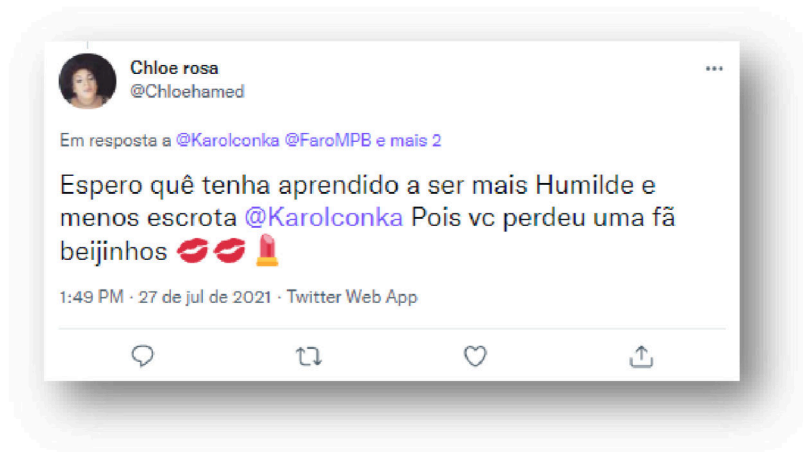 Chloe rosa
@Chloehamed
Em resposta a @Karolconka @FaroMPB e mais 2
Espero quê tenha aprendido a ser mais Humilde e
menos escrota @Karolconka Pois vc perdeu uma fã
beijinhos 💋💋💄
1:49 PM · 27 de jul de 2021 · Twitter Web App